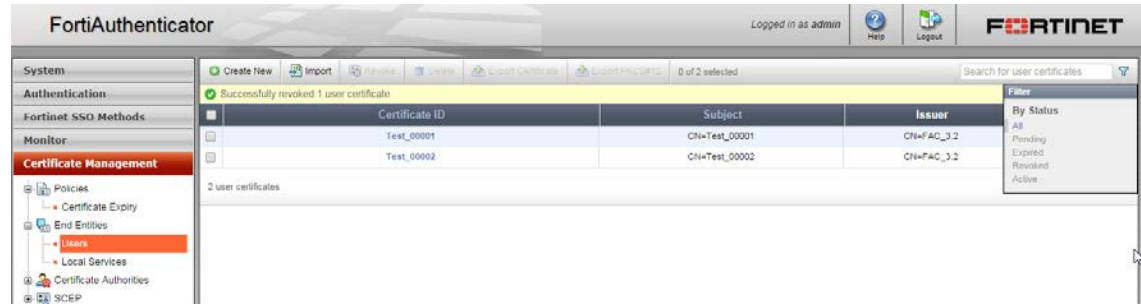 FortiAuthenticator
Logged in as admin
Help
Logout
FORTINET
System
Authentication
Fortinet SSO Methods
Monitor
Certificate Management
Policies
Certificate Expiry
End Entities
Users
Local Services
Certificate Authorities
SCEP
Create New Import Revoke Delete Export Certificate Export PKCS#12 0 of 2 selected Search for user certificates
Successfully revoked 1 user certificate
Certificate ID Subject Issuer
Test_00001 CN=Test_00001 CN=FAC_3.2
Test_00002 CN=Test_00002 CN=FAC_3.2
2 user certificates
Filter
By Status
All
Pending
Expired
Revoked
Active